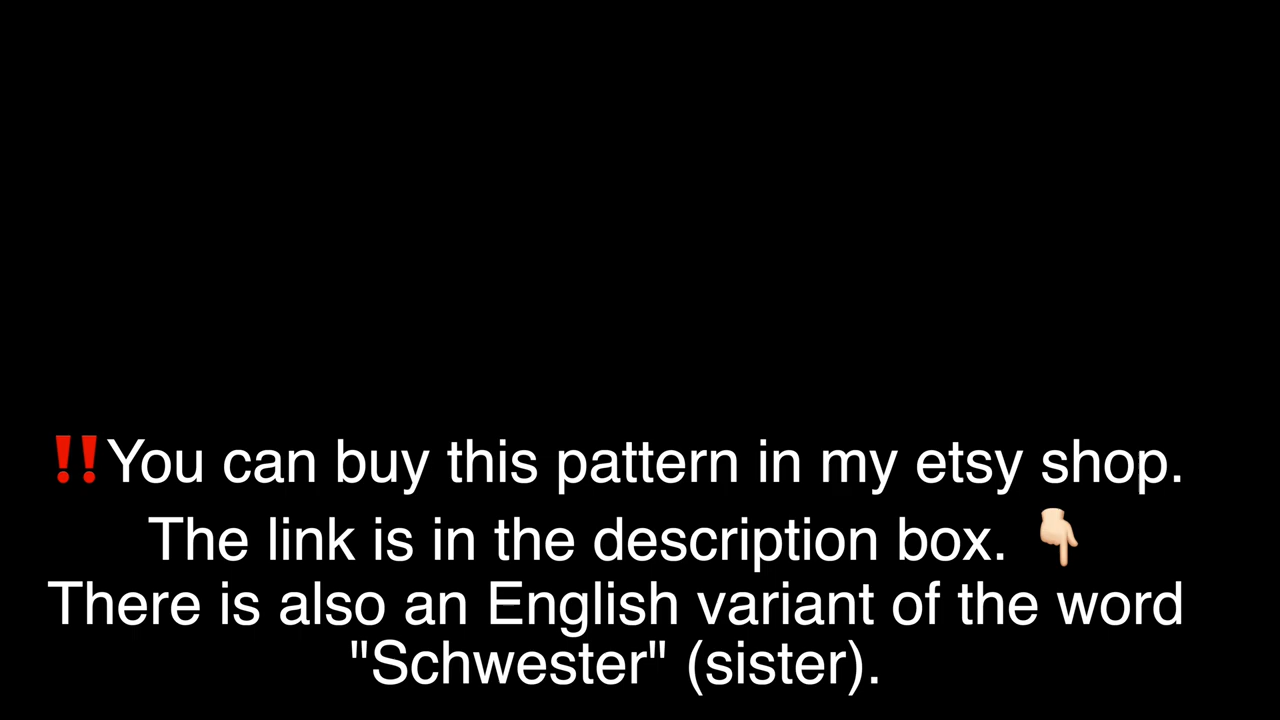 ‼️You can buy this pattern in my etsy shop.
The link is in the description box. 👇🏻
There is also an English variant of the word
"Schwester" (sister).